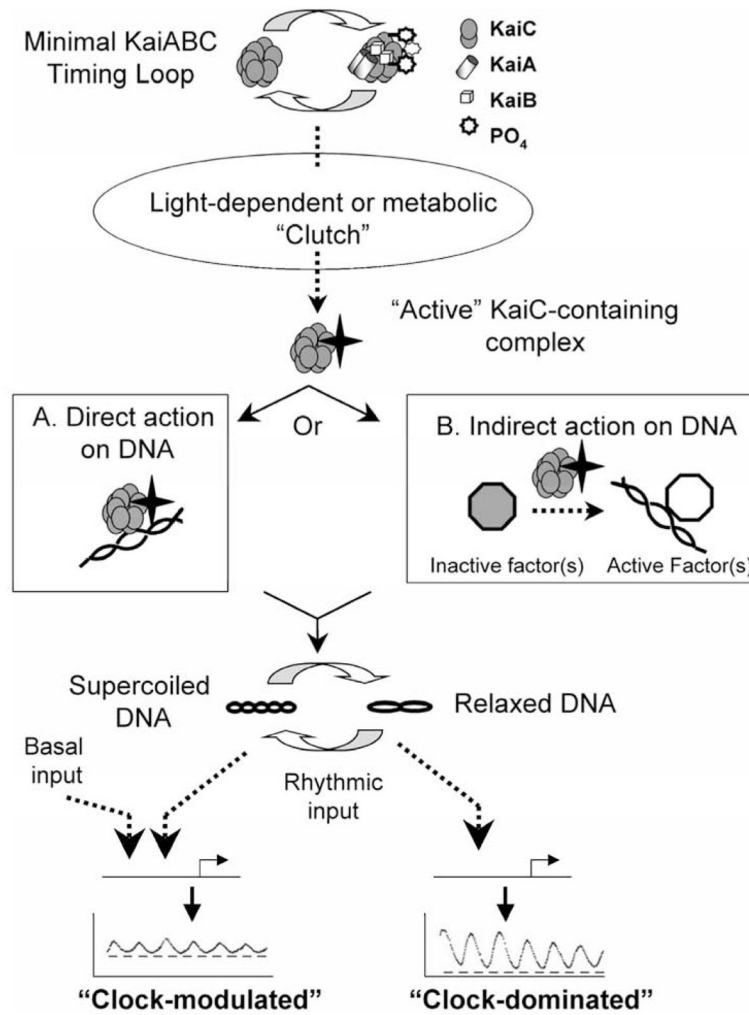 Minimal KaiABC
Timing Loop
KaiC
KaiA
KaiB
PO4
Light-dependent or metabolic
“Clutch”
“Active” KaiC-containing
complex
A. Direct action
on DNA
Or
B. Indirect action on DNA
Inactive factor(s)
Active Factor(s)
Supercoiled
DNA
Relaxed DNA
Basal
input
Rhythmic
input
“Clock-modulated”
“Clock-dominated”